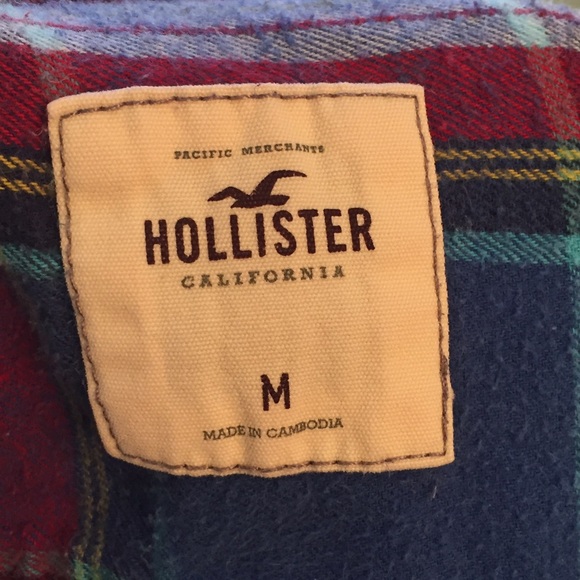 PACIFIC MERCHANTS
HOLLISTER
CALIFORNIA
M
MADE IN CAMBODIA